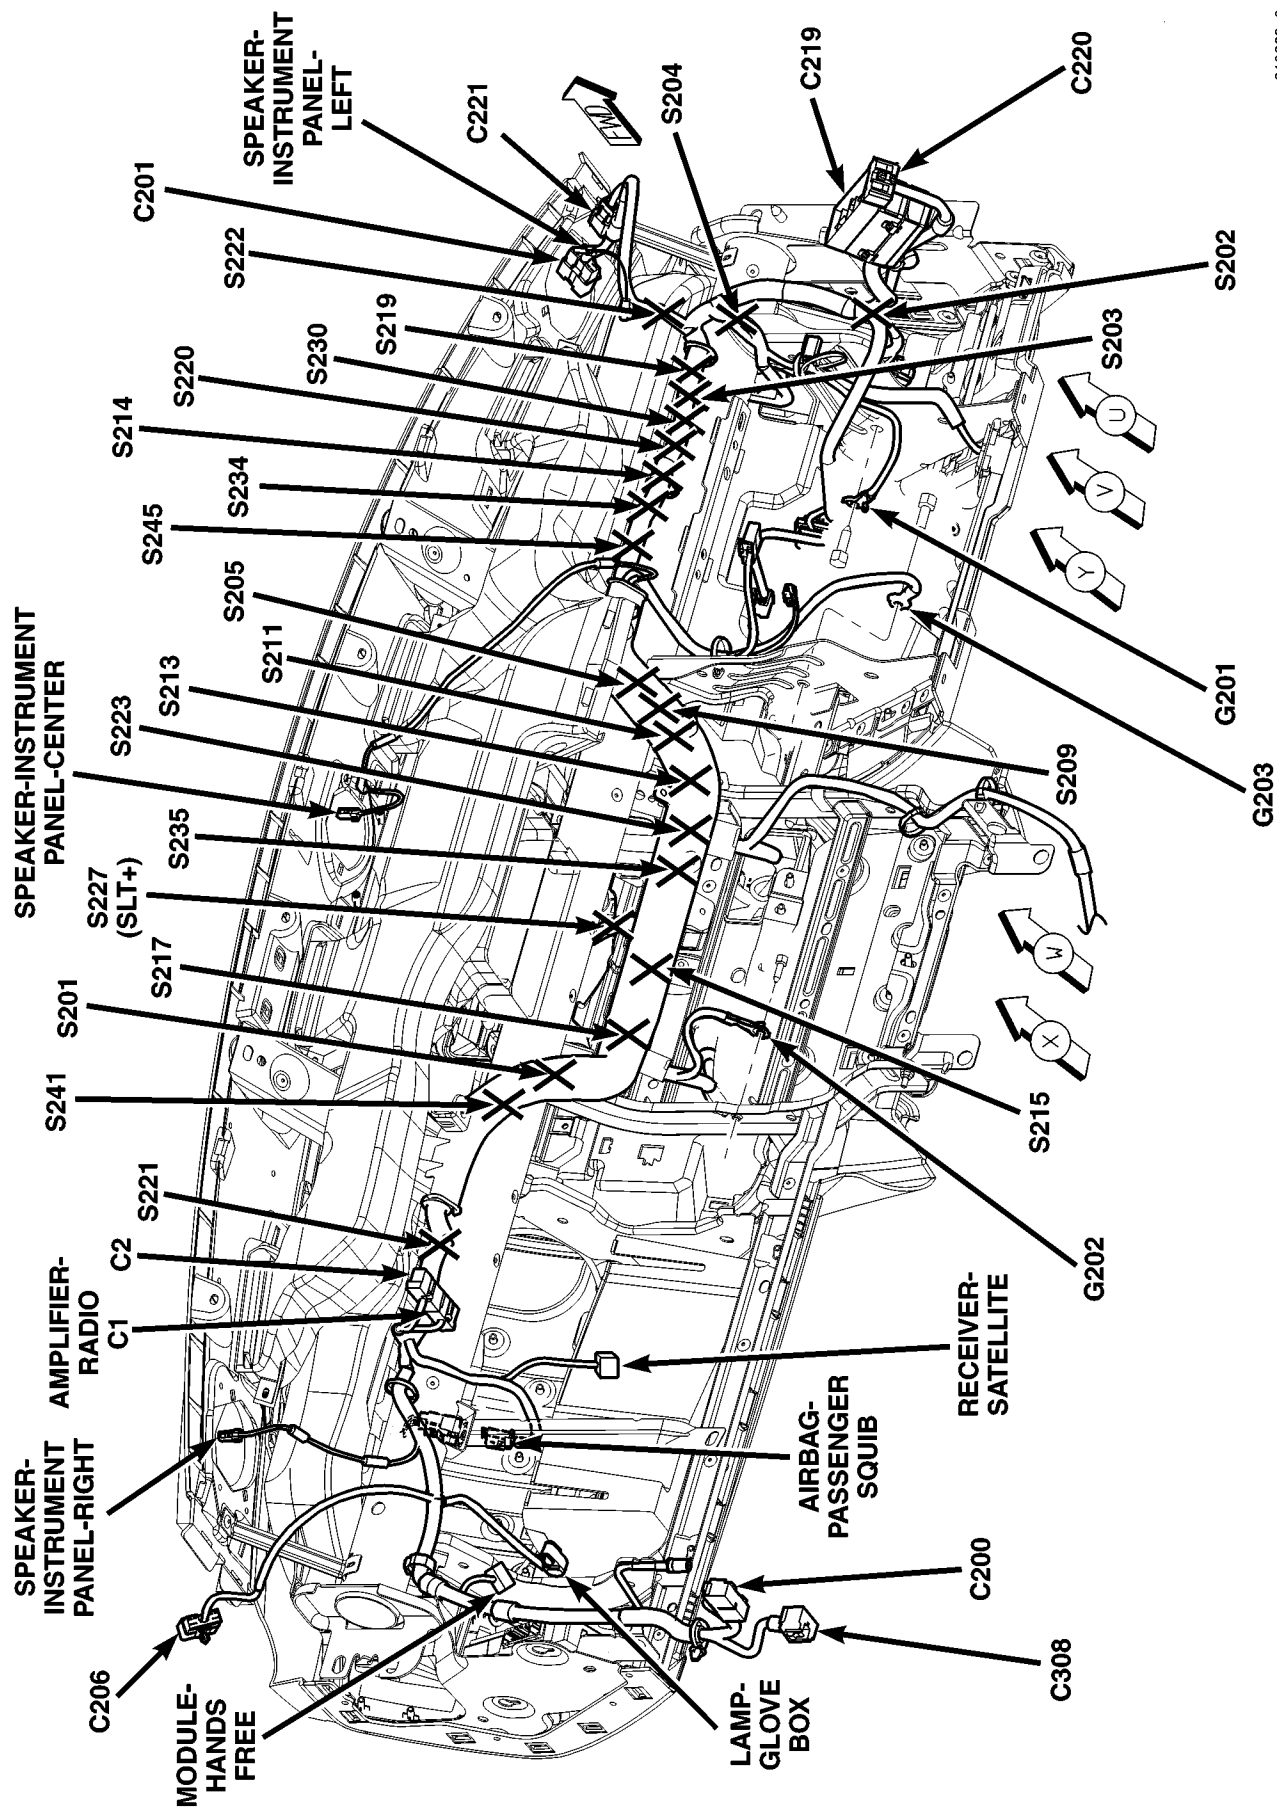 MODULE-
HANDS
FREE
C206
SPEAKER-
INSTRUMENT
PANEL-RIGHT
AMPLIFIER-
RADIO
C1
C2
S221
S241
S201
S217
S227
(SLT+)
S235
SPEAKER-INSTRUMENT
PANEL-CENTER
S223
S213
S211
S205
S245
S234
S214
S220
S230
S219
S222
C201
SPEAKER-
INSTRUMENT
PANEL-
LEFT
C221
FWD
S204
C219
C220
S202
S203
U
V
Y
G201
G203
S209
W
X
S215
G202
RECEIVER-
SATELLITE
AIRBAG-
PASSENGER
SQUIB
C200
C308
LAMP-
GLOVE
BOX